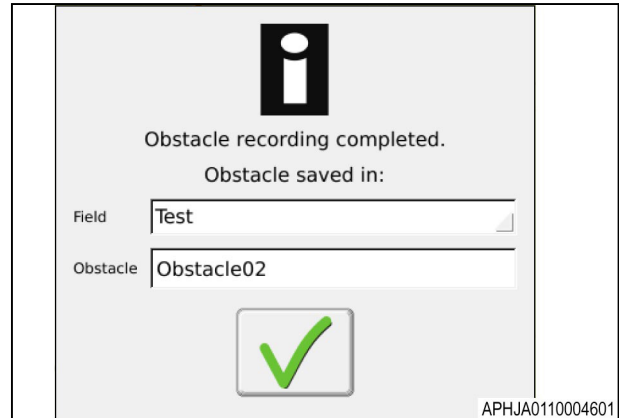 Obstacle recording completed.
Obstacle saved in:
Field Test
Obstacle Obstacle02
APHJA0110004601